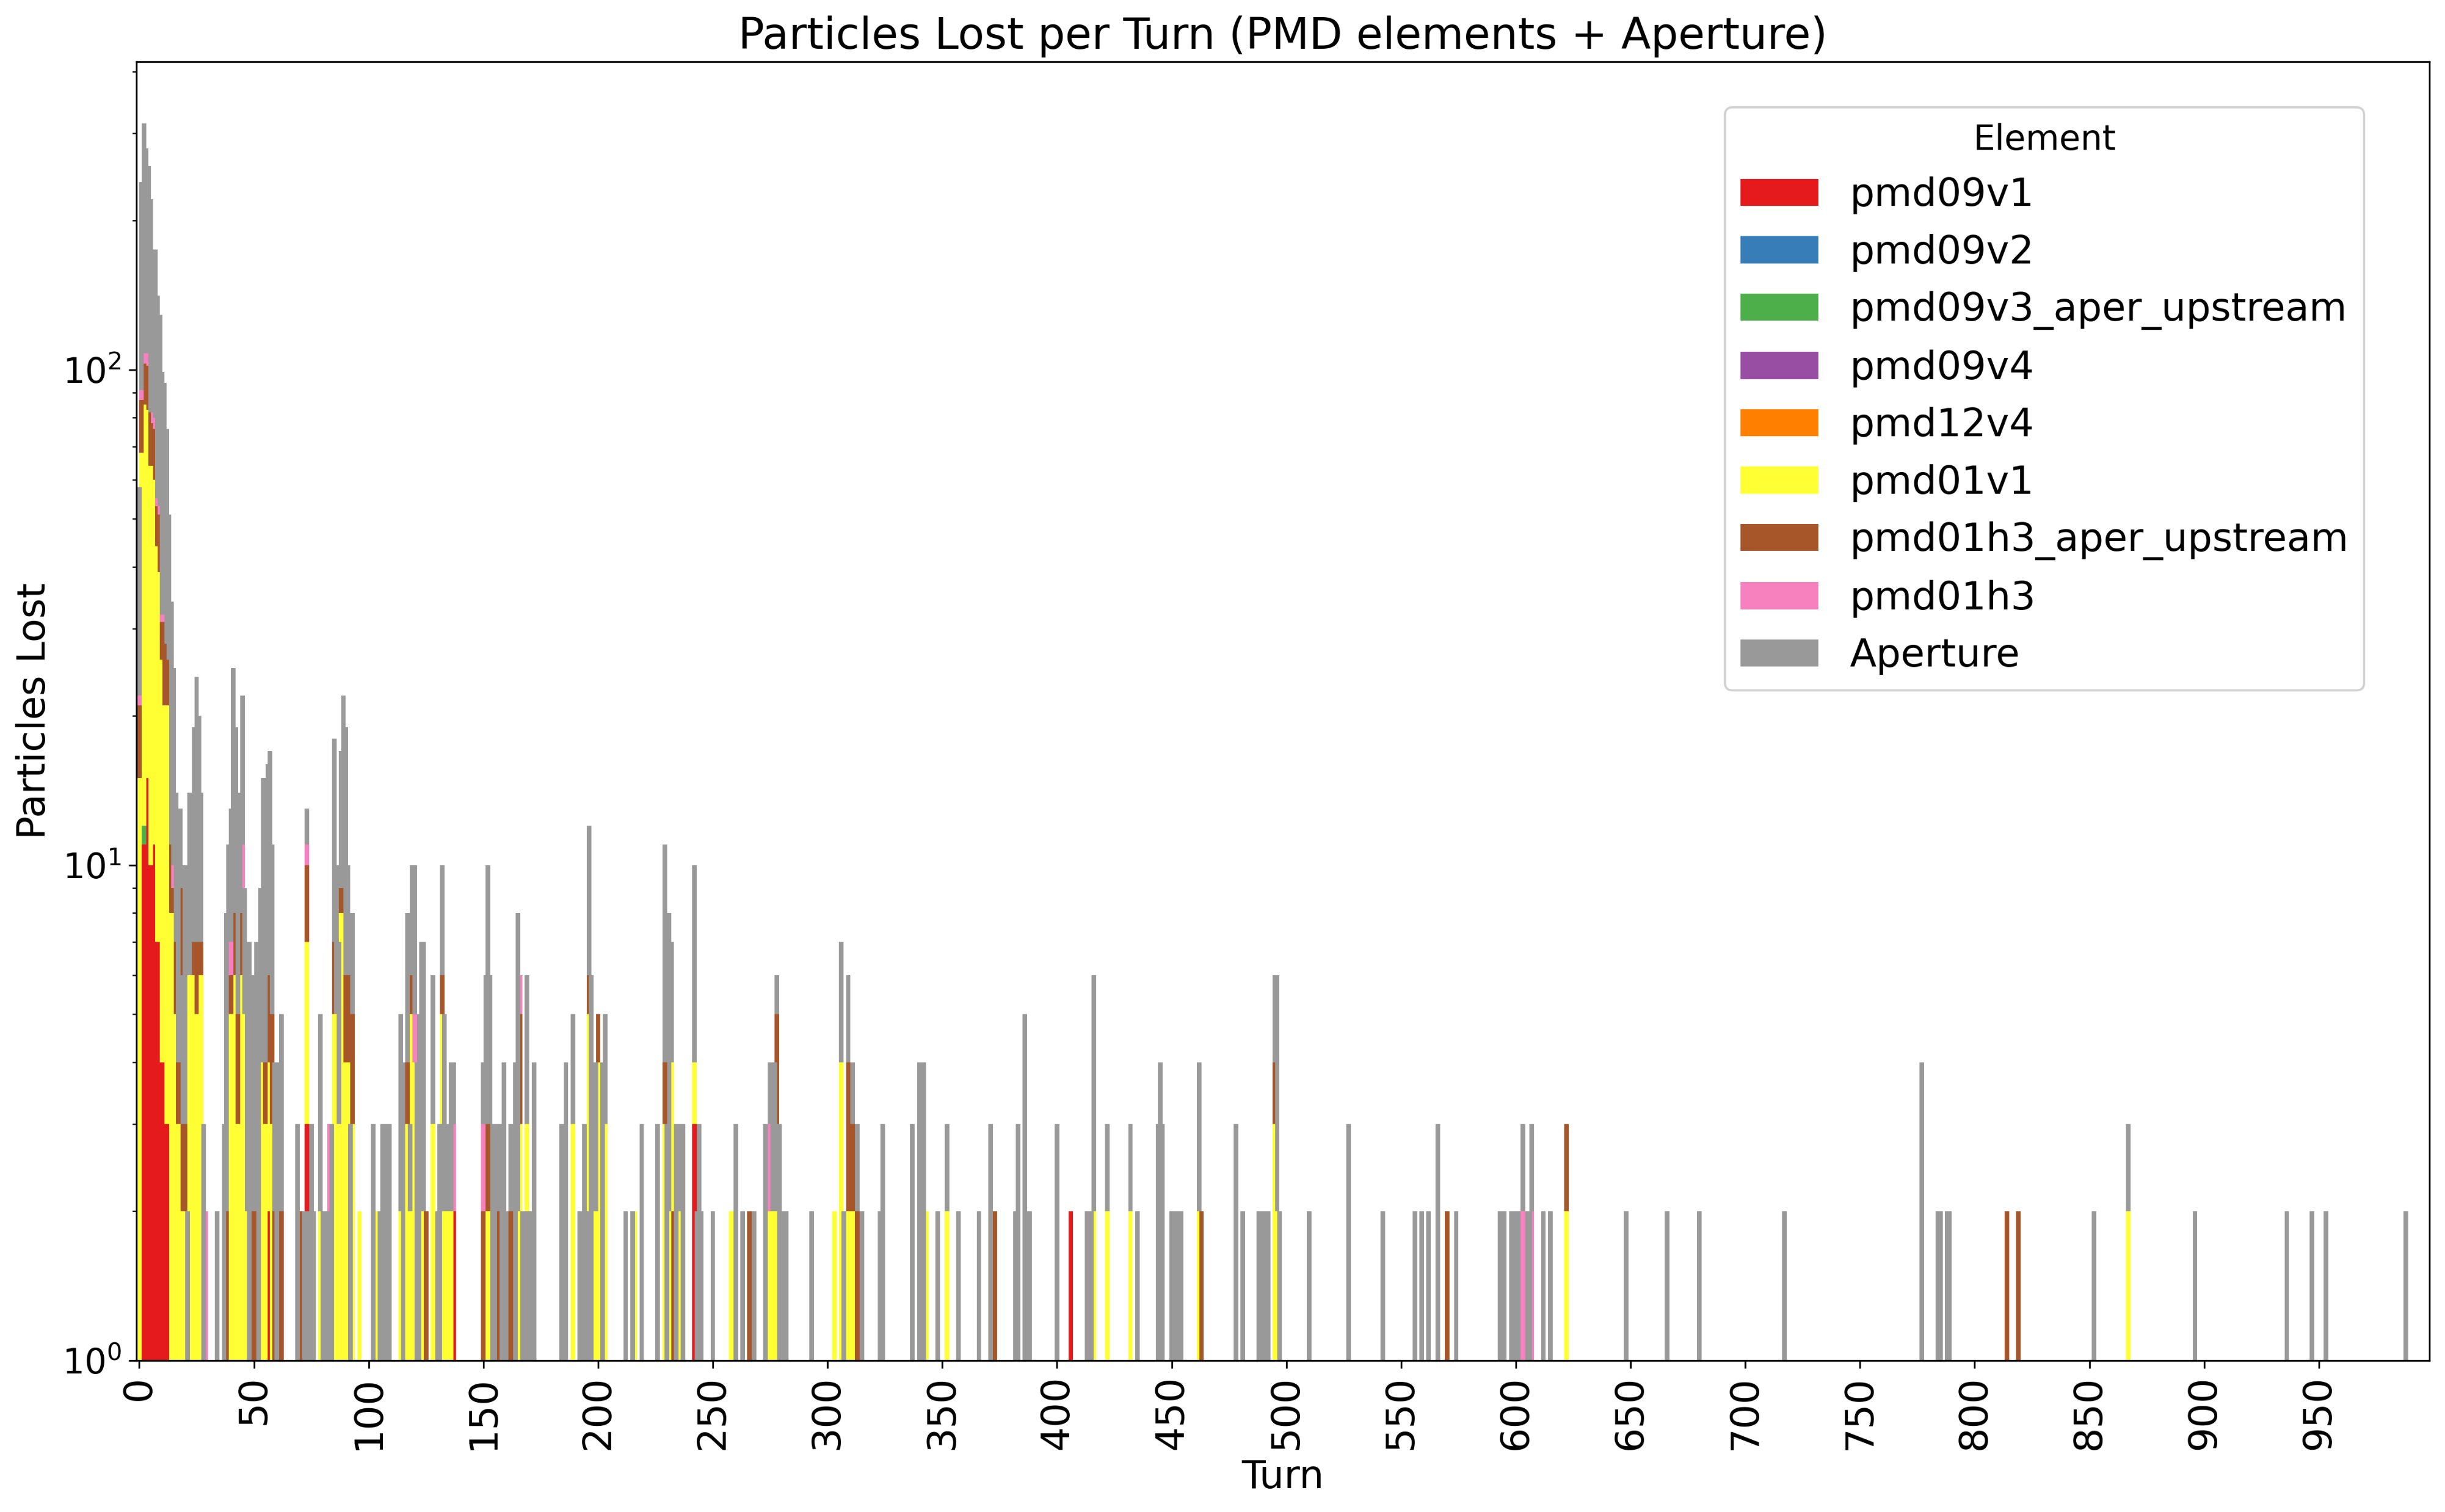 Particles Lost per Turn (PMD elements + Aperture)
Particles Lost
10²
10¹
10⁰
Element
pmd09v1
pmd09v2
pmd09v3_aper_upstream
pmd09v4
pmd12v4
pmd01v1
pmd01h3_aper_upstream
pmd01h3
Aperture
0 50 100 150 200 250 300 350 400 450 500 550 600 650 700 750 800 850 900 950
Turn